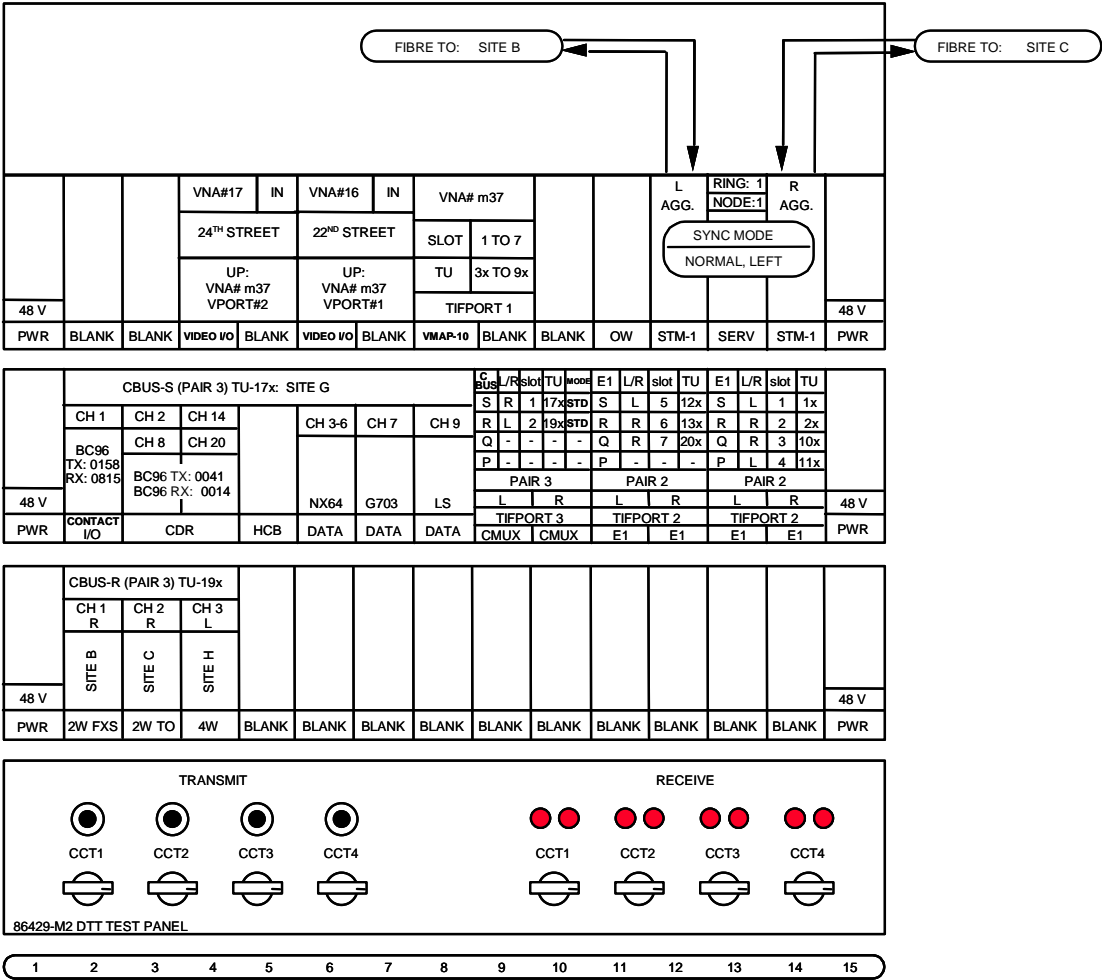 FIBRE TO: SITE B
FIBRE TO: SITE C
VNA#17 IN VNA#16 IN VNA# m37 L AGG. RING: 1 R AGG.
NODE:1
24TH STREET 22ND STREET SLOT 1 TO 7 SYNC MODE
NORMAL, LEFT
UP: VNA# m37 VPORT#2 UP: VNA# m37 VPORT#1 TU 3x TO 9x
48 V TIFPORT 1 48 V
PWR BLANK BLANK VIDEO I/O BLANK VIDEO I/O BLANK VMAP-10 BLANK BLANK OW STM-1 SERV STM-1 PWR
CBUS-S (PAIR 3) TU-17x: SITE G
C BUS L/R slot TU MODE E1 L/R slot TU E1 L/R slot TU
S R 1 17x STD S L 5 12x S L 1 1x
R L 2 19x STD R R 6 13x R R 2 2x
Q - - - - Q R 7 20x Q R 3 10x
P - - - - P - - - P L 4 11x
CH 1 CH 2 CH 14 CH 3-6 CH 7 CH 9
CH 8 CH 20
BC96 TX: 0158 RX: 0815
BC96 TX: 0041
BC96 RX: 0014
PAIR 3 PAIR 2 PAIR 2
L R L R L R
48 V NX64 G703 LS TIFPORT 3 TIFPORT 2 TIFPORT 2 48 V
PWR CONTACT I/O CDR HCB DATA DATA DATA CMUX CMUX E1 E1 E1 E1 PWR
CBUS-R (PAIR 3) TU-19x
CH 1 R CH 2 R CH 3 L
SITE B SITE C SITE H
48 V 48 V
PWR 2W FXS 2W TO 4W BLANK BLANK BLANK BLANK BLANK BLANK BLANK BLANK BLANK BLANK PWR
TRANSMIT RECEIVE
CCT1 CCT2 CCT3 CCT4 CCT1 CCT2 CCT3 CCT4
86429-M2 DTT TEST PANEL
1 2 3 4 5 6 7 8 9 10 11 12 13 14 15